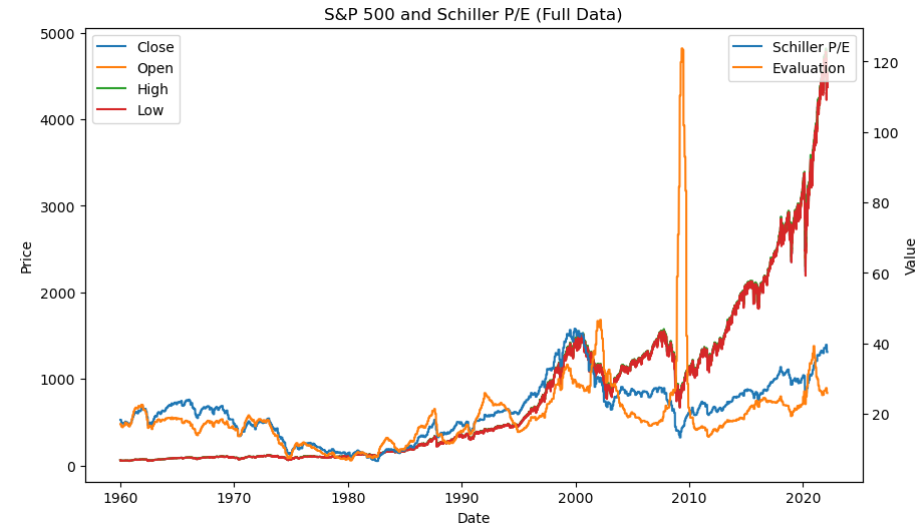 S&P 500 and Schiller P/E (Full Data)
Close
Open
High
Low
Schiller P/E
Evaluation
5000
4000
3000
2000
1000
0
Price
120
100
80
60
40
20
Value
1960
1970
1980
1990
2000
2010
2020
Date